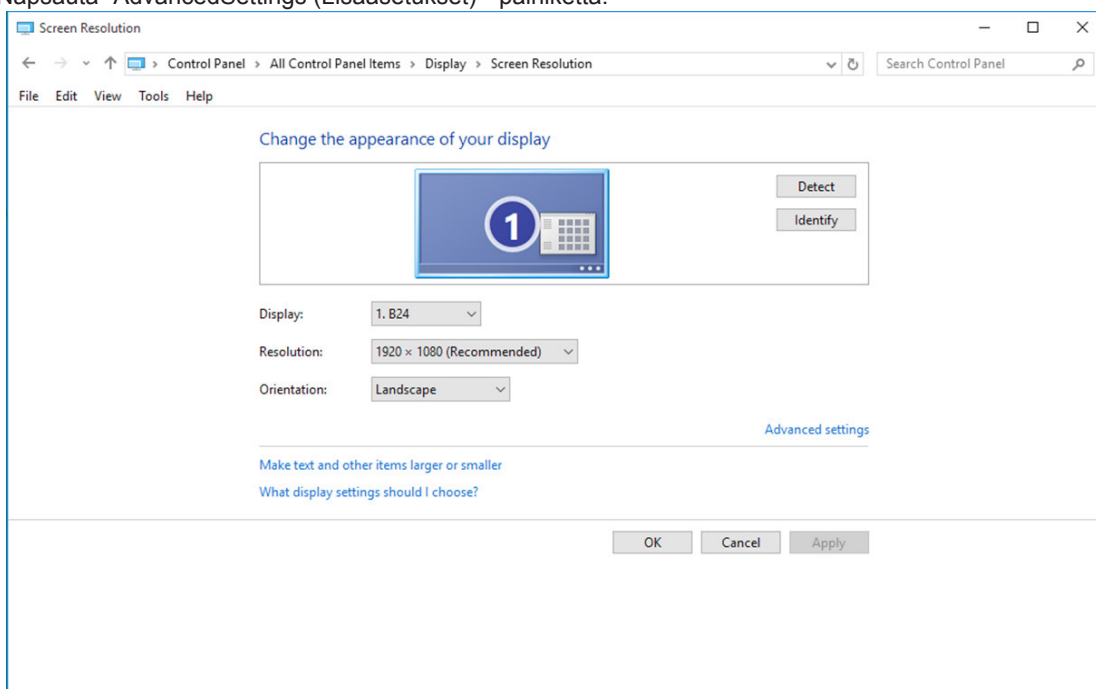 Napsauta "AdvancedSettings (Lisäasetukset)" -painiketta.
Screen Resolution
Control Panel > All Control Panel Items > Display > Screen Resolution
Search Control Panel
File Edit View Tools Help
Change the appearance of your display
1
Detect
Identify
Display: 1. B24
Resolution: 1920 × 1080 (Recommended)
Orientation: Landscape
Advanced settings
Make text and other items larger or smaller
What display settings should I choose?
OK Cancel Apply